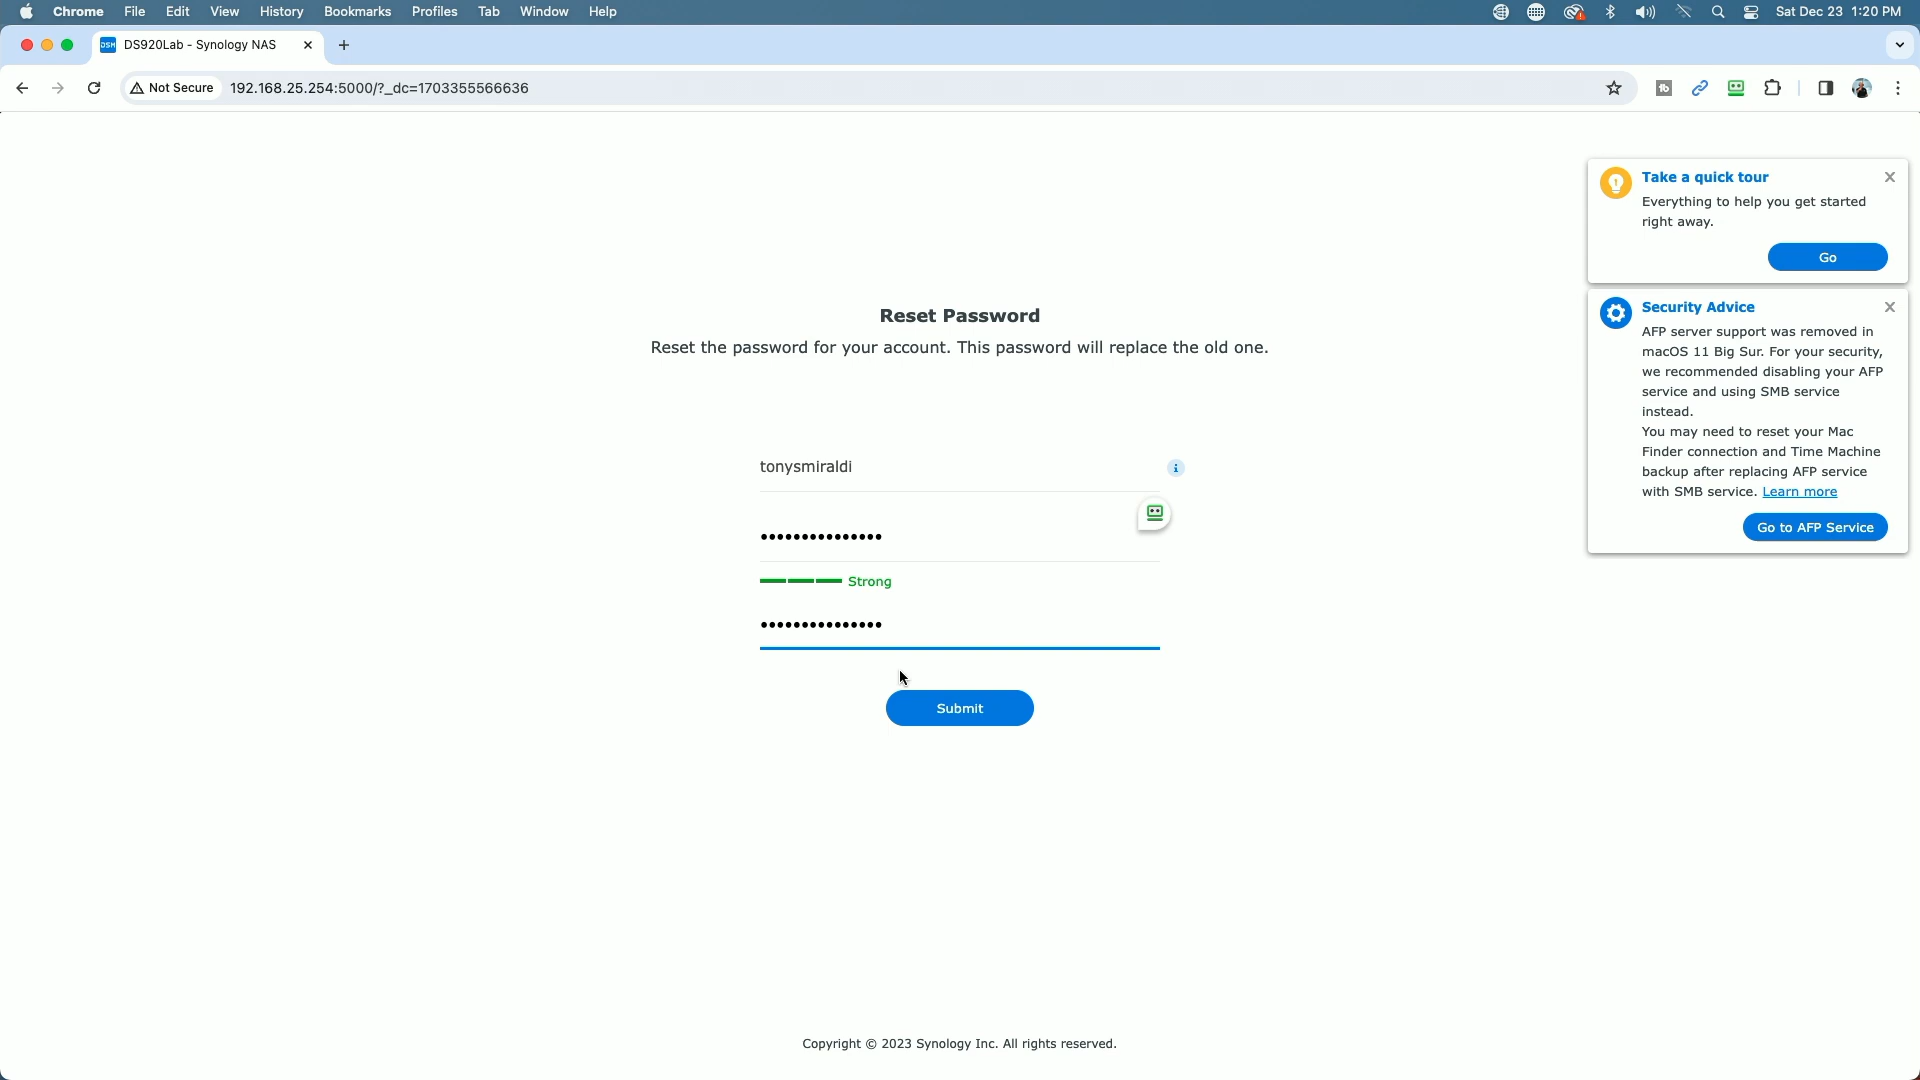 Chrome File Edit View History Bookmarks Profiles Tab Window Help Sat Dec 23 1:20 PM
DS920Lab - Synology NAS
Not Secure 192.168.25.254:5000/?_dc=1703355566636
Take a quick tour
Everything to help you get started
right away.
Go
Security Advice
AFP server support was removed in
macOS 11 Big Sur. For your security,
we recommended disabling your AFP
service and using SMB service
instead.
You may need to reset your Mac
Finder connection and Time Machine
backup after replacing AFP service
with SMB service. Learn more
Go to AFP Service
Reset Password
Reset the password for your account. This password will replace the old one.
tonysmiraldi
•••••••••••••••
Strong
•••••••••••••••
Submit
Copyright © 2023 Synology Inc. All rights reserved.